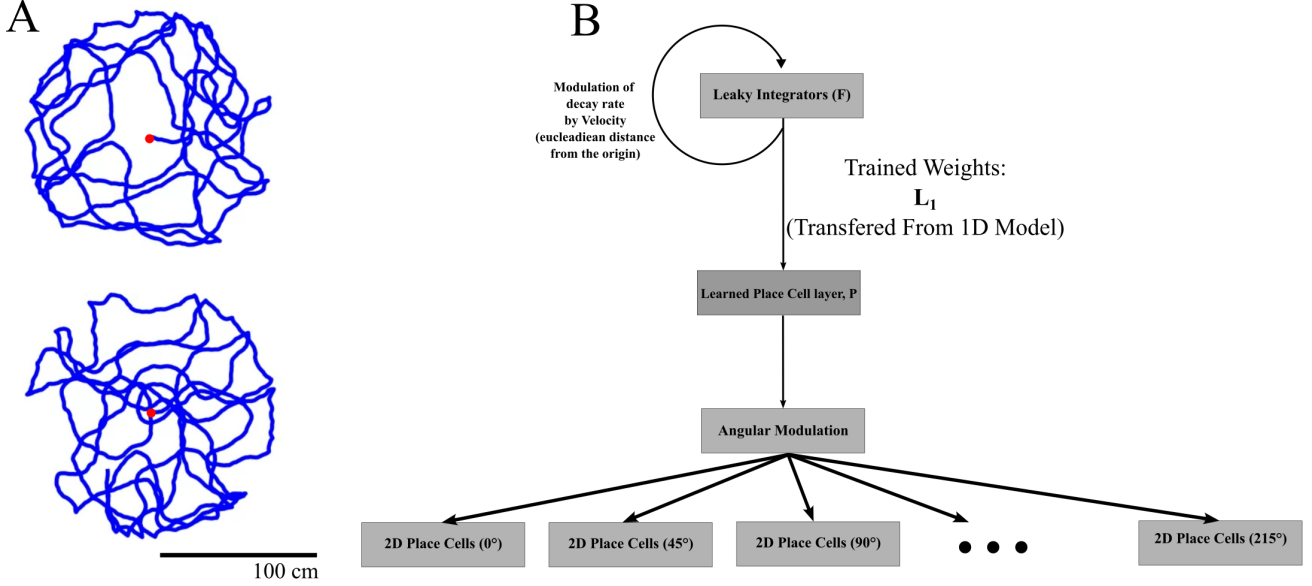 A
B
Modulation of
decay rate
by Velocity
(eucleadiean distance
from the origin)
Leaky Integrators (F)
Trained Weights:
L1
(Transfered From 1D Model)
Learned Place Cell layer, P
Angular Modulation
2D Place Cells (0°)
2D Place Cells (45°)
2D Place Cells (90°)
2D Place Cells (215°)
100 cm